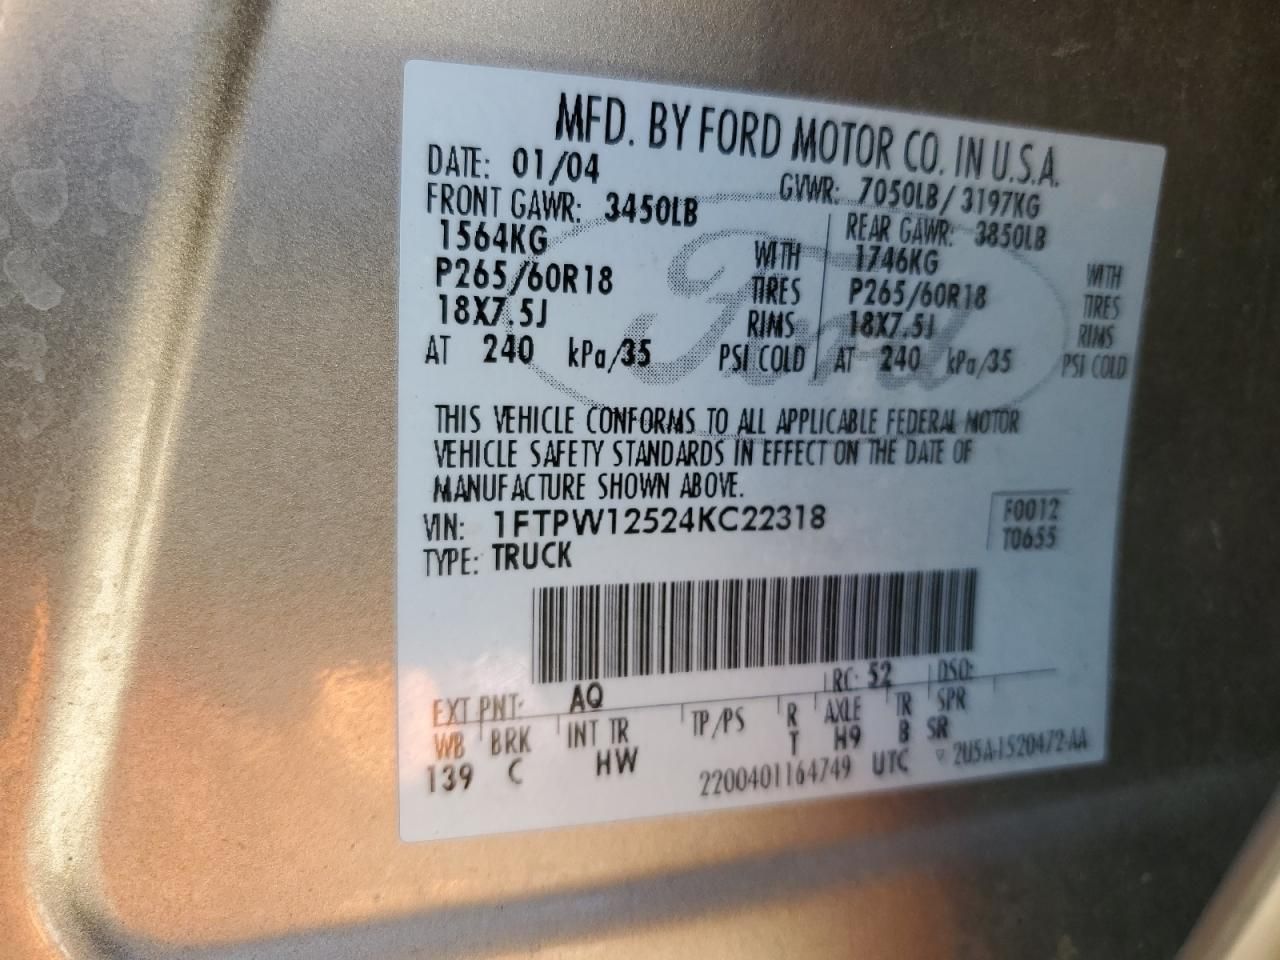 MFD. BY FORD MOTOR CO. IN U.S.A.
DATE: 01/04 GVWR: 7050LB/3197KG
FRONT GAWR: 3450LB REAR GAWR: 3850LB
1564KG WITH 1746KG WITH
P265/60R18 TIRES P265/60R18 TIRES
18X7.5J RIMS 18X7.5J RIMS
AT 240 kPa/35 PSI COLD AT 240 kPa/35 PSI COLD
Ford
THIS VEHICLE CONFORMS TO ALL APPLICABLE FEDERAL MOTOR
VEHICLE SAFETY STANDARDS IN EFFECT ON THE DATE OF
MANUFACTURE SHOWN ABOVE.
VIN: 1FTPW12524KC22318 F0012
TYPE: TRUCK T0655
EXT PNT: AQ RC: 52 DSO:
WB BRK INT TR TP/PS R AXLE TR SPR
139 C HW T H9 B SR
2200401164749 UTC ▽ 2U5A-1520472-AA